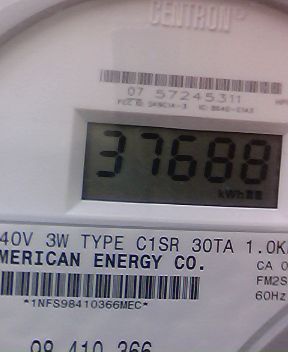 CENTRON
07 57245311
37688
kWh
40V 3W TYPE C1SR 30TA 1.0K
MERICAN ENERGY CO.
CA 0
FM2S
60Hz
*1NFS98410366MEC*
98 410 366